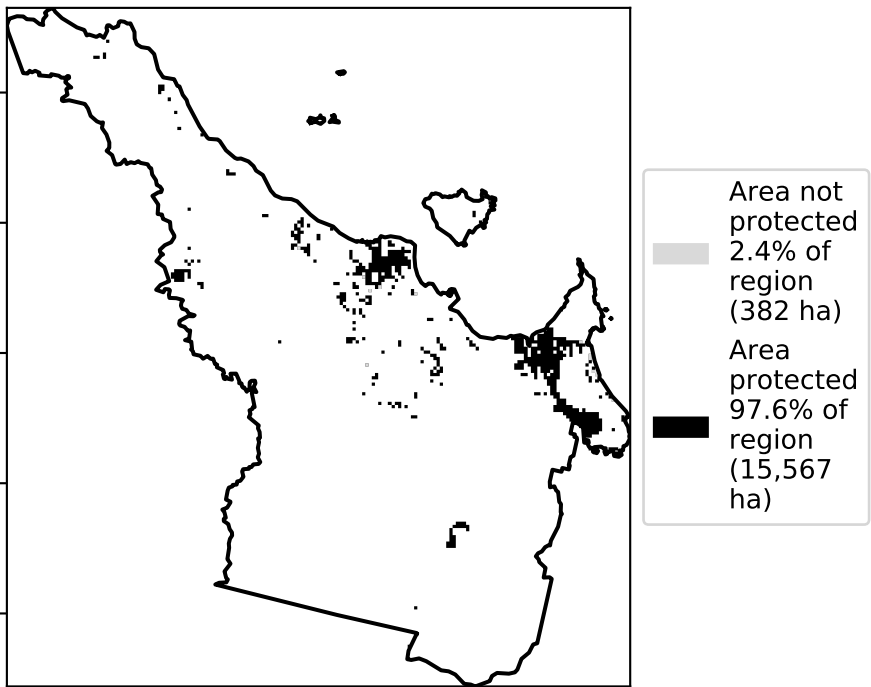 Area not
protected
2.4% of
region
(382 ha)
Area
protected
97.6% of
region
(15,567
ha)